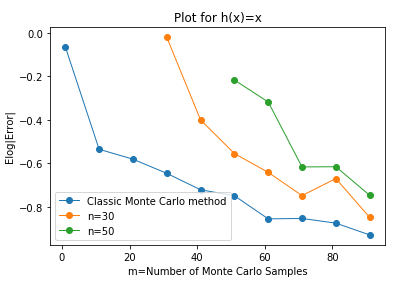 Plot for h(x)=x
E[log|Error|
0.0
−0.2
−0.4
−0.6
−0.8
Classic Monte Carlo method
n=30
n=50
0
20
40
60
80
m=Number of Monte Carlo Samples